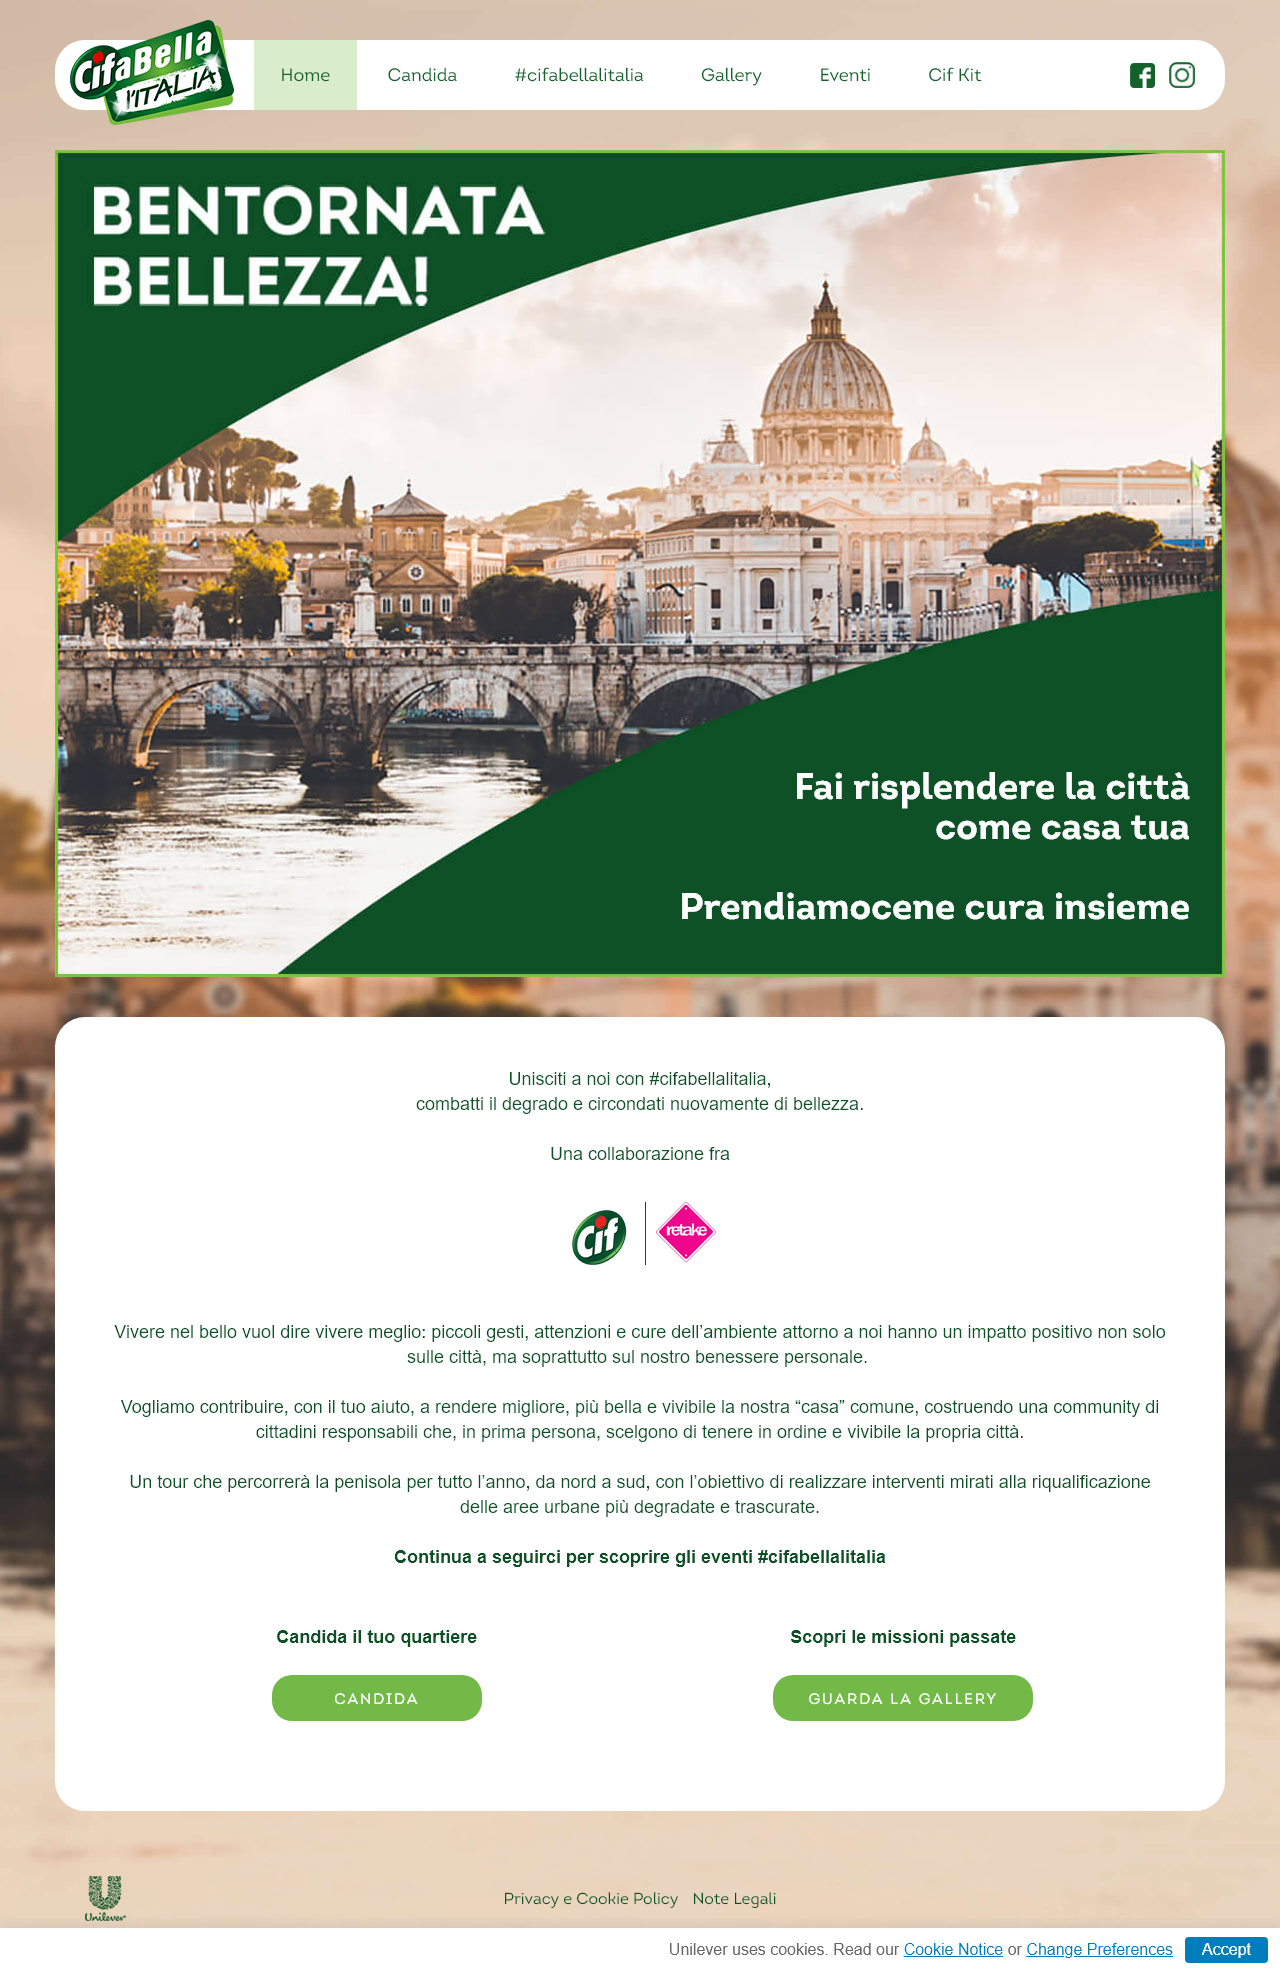 CifaBella
l'ITALIA
Home
Candida
#cifabellalitalia
Gallery
Eventi
Cif Kit
BENTORNATA
BELLEZZA!
Fai risplendere la città
come casa tua
Prendiamocene cura insieme
Unisciti a noi con #cifabellalitalia,
combatti il degrado e circondati nuovamente di bellezza.
Una collaborazione fra
Cif
retake
Vivere nel bello vuol dire vivere meglio: piccoli gesti, attenzioni e cure dell’ambiente attorno a noi hanno un impatto positivo non solo
sulle città, ma soprattutto sul nostro benessere personale.
Vogliamo contribuire, con il tuo aiuto, a rendere migliore, più bella e vivibile la nostra “casa” comune, costruendo una community di
cittadini responsabili che, in prima persona, scelgono di tenere in ordine e vivibile la propria città.
Un tour che percorrerà la penisola per tutto l’anno, da nord a sud, con l’obiettivo di realizzare interventi mirati alla riqualificazione
delle aree urbane più degradate e trascurate.
Continua a seguirci per scoprire gli eventi #cifabellalitalia
Candida il tuo quartiere
Scopri le missioni passate
CANDIDA
GUARDA LA GALLERY
Unilever
Privacy e Cookie Policy
Note Legali
Unilever uses cookies. Read our Cookie Notice or Change Preferences
Accept